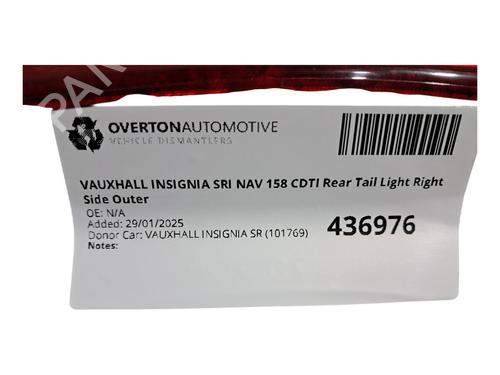 OVERTONAUTOMOTIVE
VEHICLE DISMANTLERS
VAUXHALL INSIGNIA SRI NAV 158 CDTI Rear Tail Light Right
Side Outer
OE: N/A
Added: 29/01/2025
Donor Car: VAUXHALL INSIGNIA SR (101769)
Notes:
436976